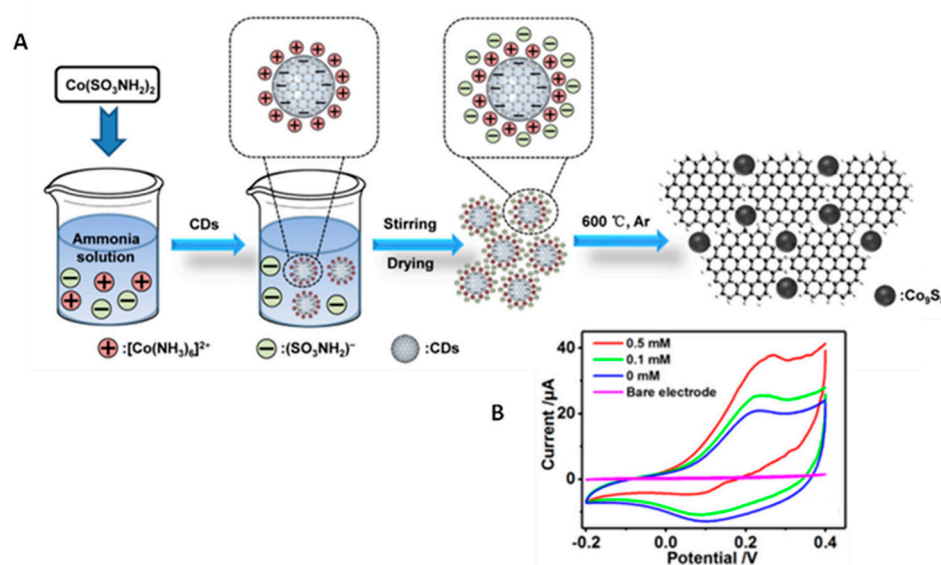 A
Co(SO₃NH₂)₂
Ammonia
solution
CDs
Stirring
Drying
600 ℃, Ar
:[Co(NH₃)₆]²⁺
:(SO₃NH₂)⁻
:CDs
:Co₉S
B
0.5 mM
0.1 mM
0 mM
Bare electrode
Current /μA
40
20
0
-0.2
0.0
0.2
0.4
Potential /V